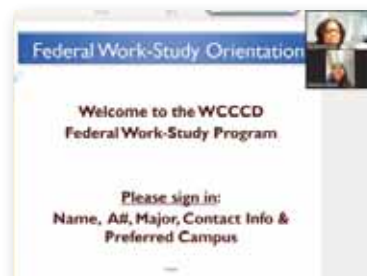 Federal Work-Study Orientation
Welcome to the WCCCD
Federal Work-Study Program
Please sign in:
Name, A#, Major, Contact Info &
Preferred Campus